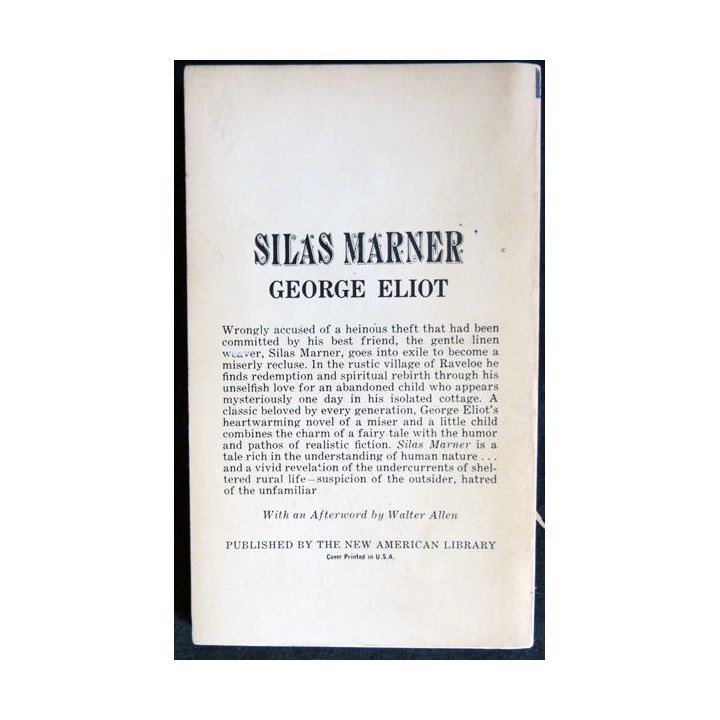 SILAS MARNER
GEORGE ELIOT
Wrongly accused of a heinous theft that had been
committed by his best friend, the gentle linen
weaver, Silas Marner, goes into exile to become a
miserly recluse. In the rustic village of Raveloe he
finds redemption and spiritual rebirth through his
unselfish love for an abandoned child who appears
mysteriously one day in his isolated cottage. A
classic beloved by every generation, George Eliot's
heartwarming novel of a miser and a little child
combines the charm of a fairy tale with the humor
and pathos of realistic fiction. Silas Marner is a
tale rich in the understanding of human nature . . .
and a vivid revelation of the undercurrents of shel-
tered rural life—suspicion of the outsider, hatred
of the unfamiliar
With an Afterword by Walter Allen
PUBLISHED BY THE NEW AMERICAN LIBRARY
Cover Printed in U.S.A.